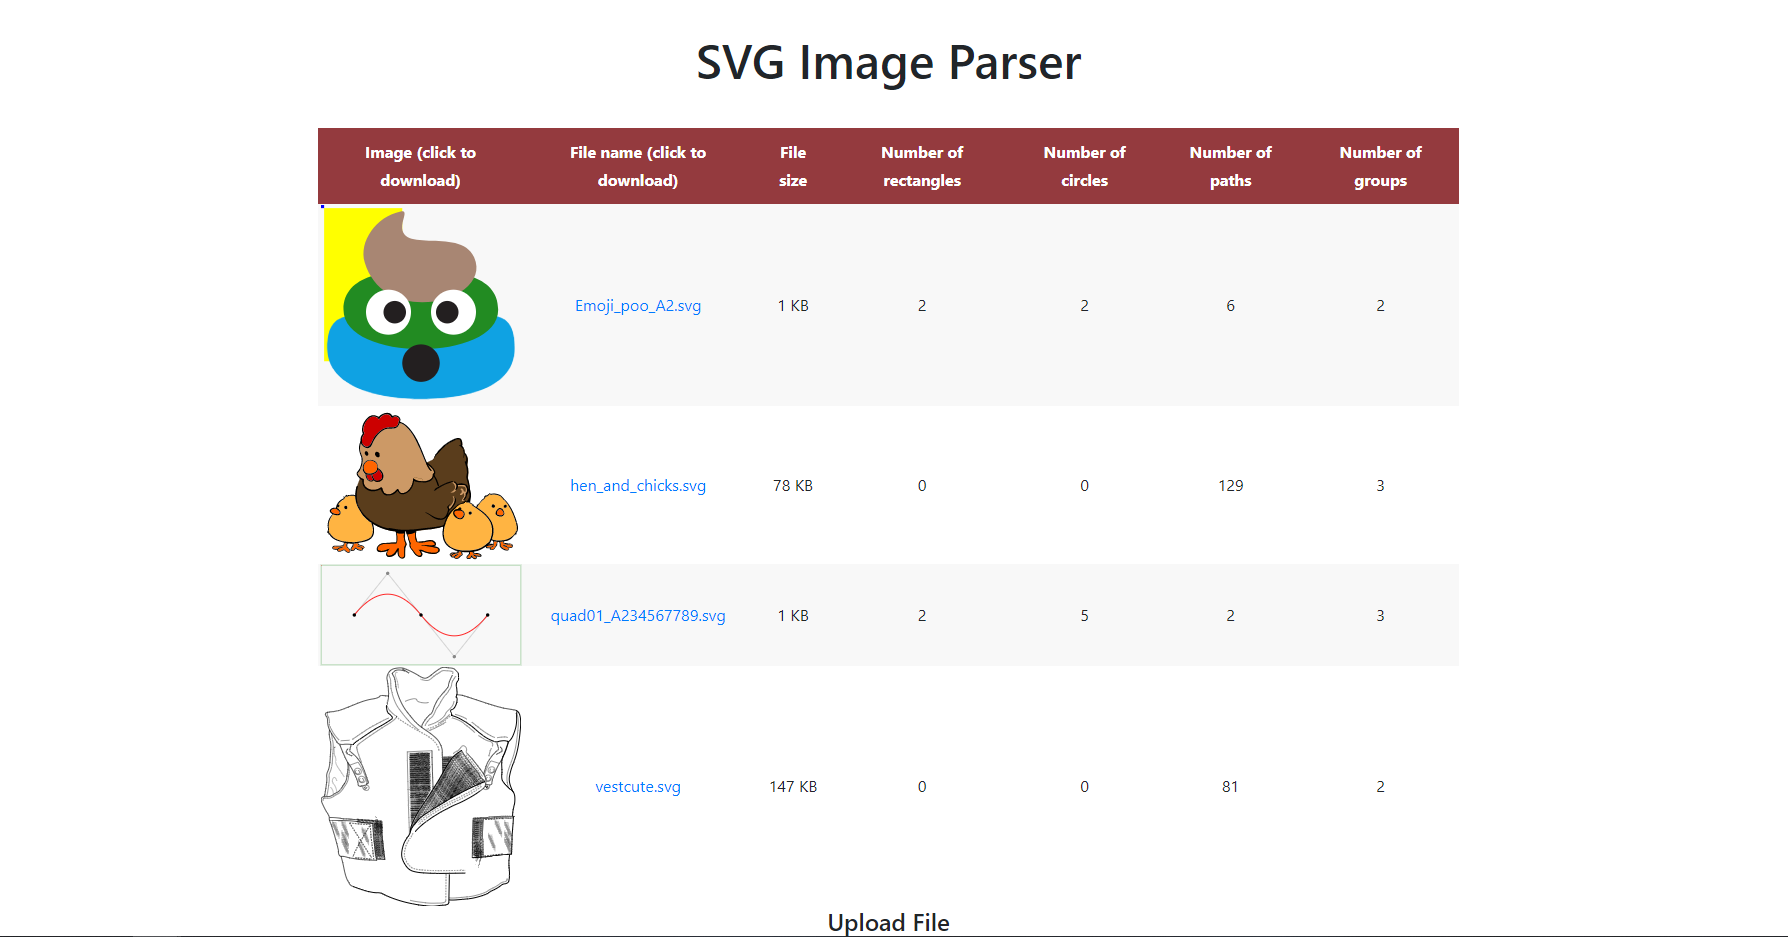 SVG Image Parser
Image (click to download)
File name (click to download)
File size
Number of rectangles
Number of circles
Number of paths
Number of groups
Emoji_poo_A2.svg 1 KB 2 2 6 2
hen_and_chicks.svg 78 KB 0 0 129 3
quad01_A234567789.svg 1 KB 2 5 2 3
vestcute.svg 147 KB 0 0 81 2
Upload File